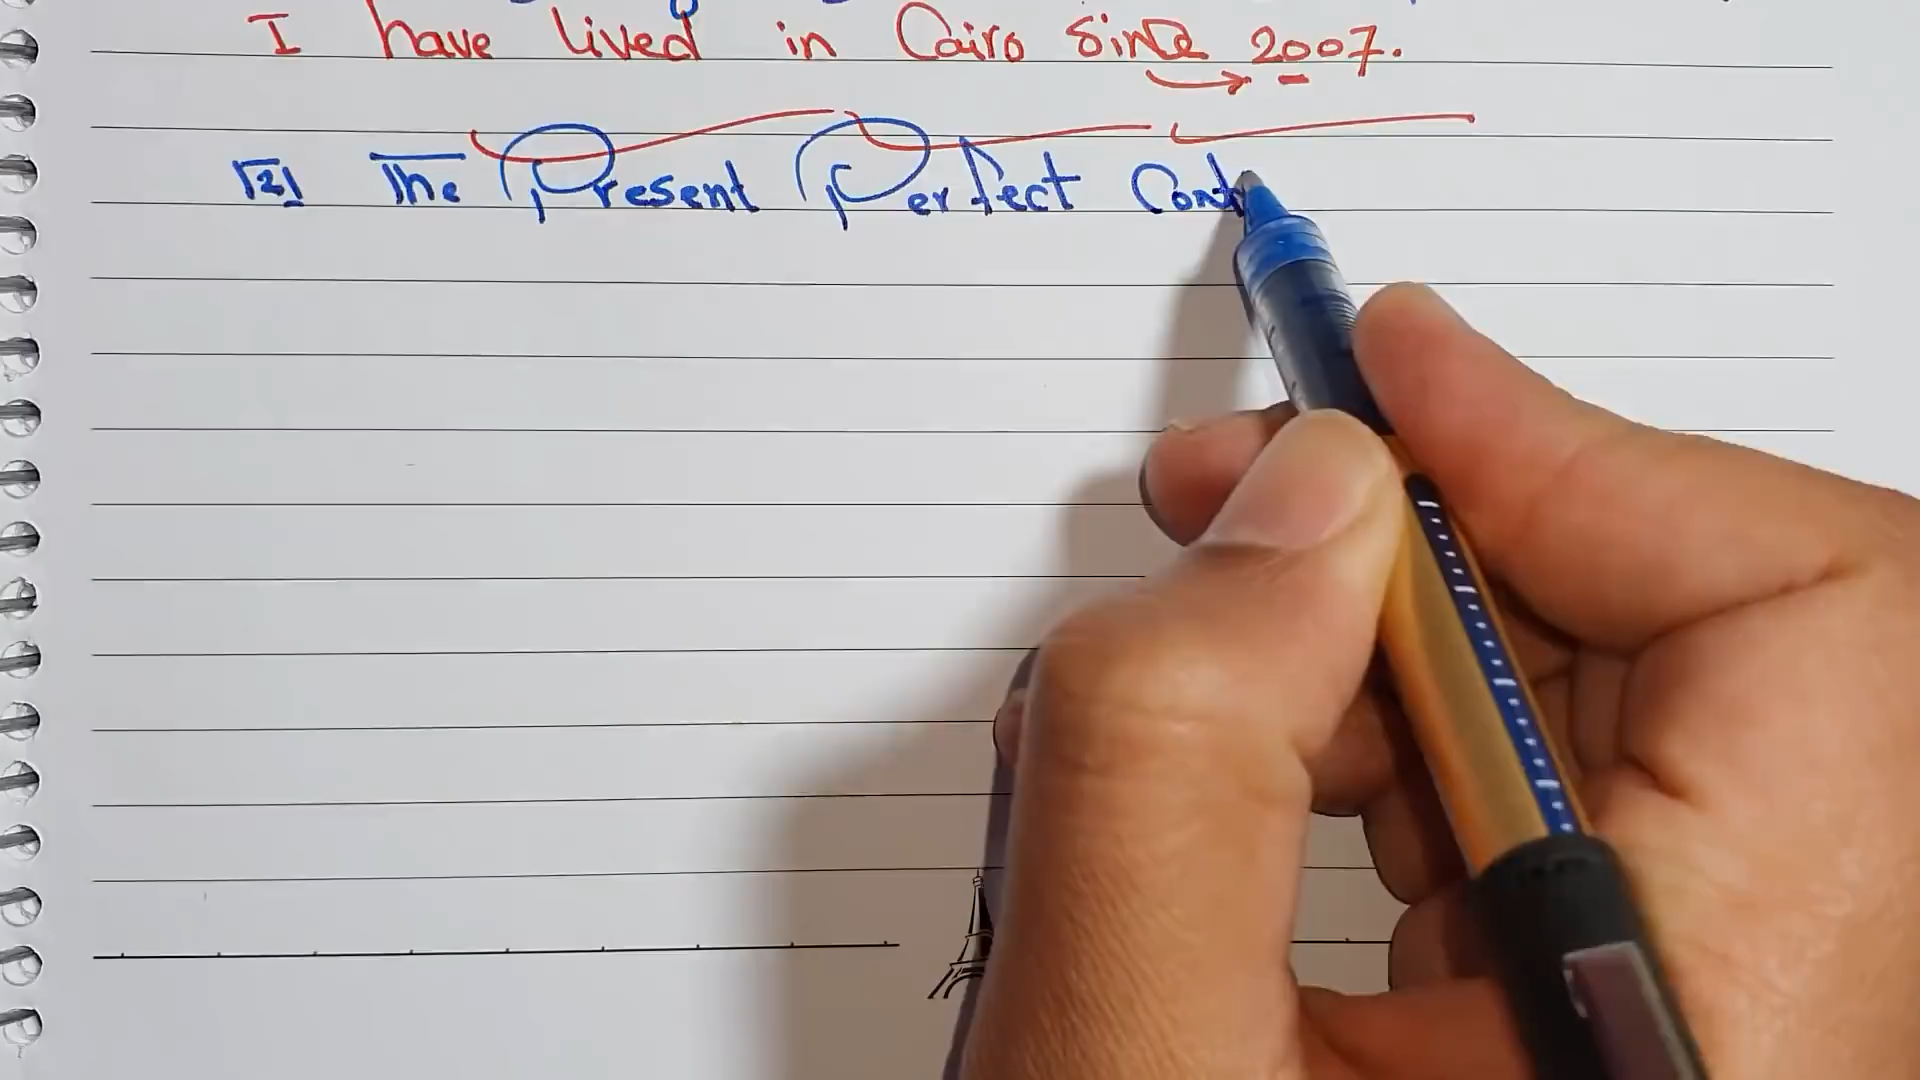 I have lived in Cairo Since 2007.
[2] The Present Perfect Cont